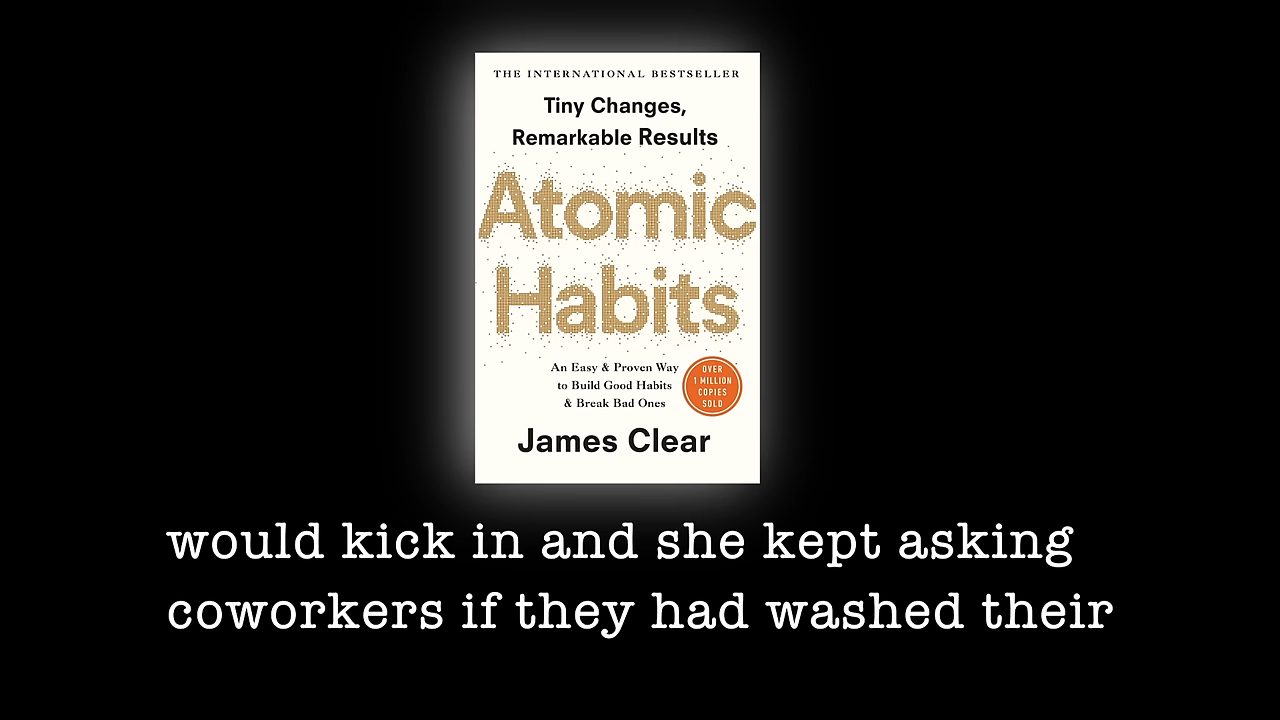 THE INTERNATIONAL BESTSELLER
Tiny Changes,
Remarkable Results
Atomic
Habits
An Easy & Proven Way
to Build Good Habits
& Break Bad Ones
OVER
1 MILLION
COPIES
SOLD
James Clear
would kick in and she kept asking
coworkers if they had washed their